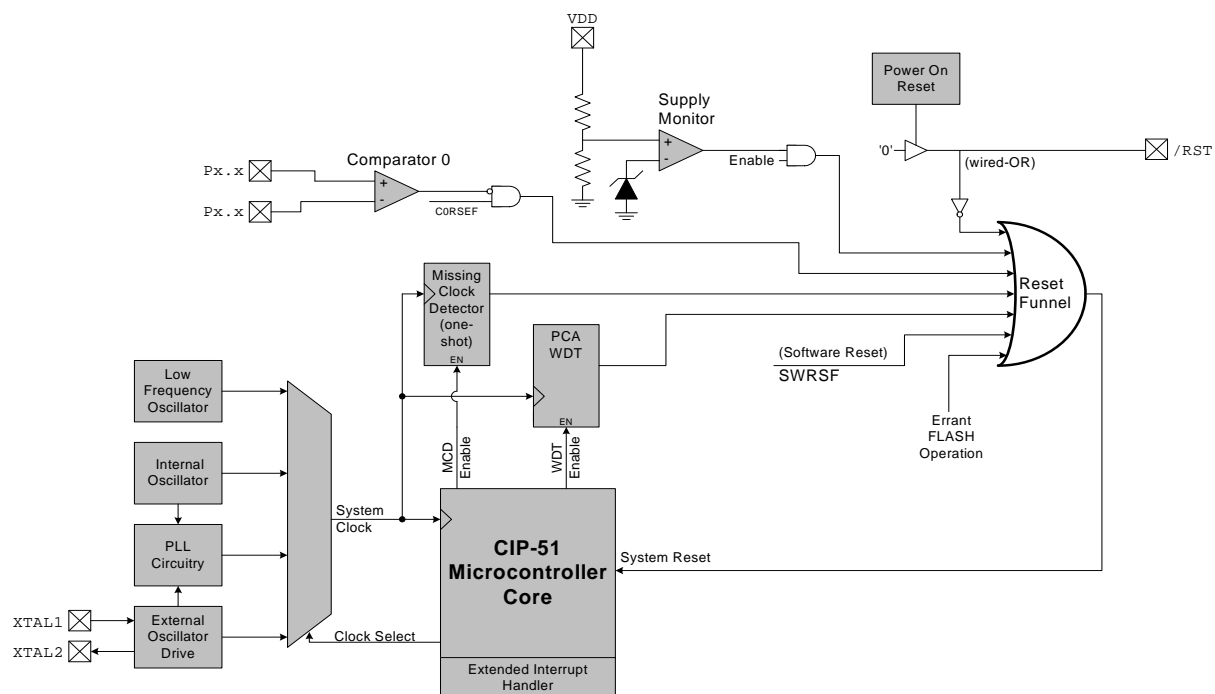 VDD
Power On
Reset
Supply
Monitor
+
-
Enable
'0'
(wired-OR)
/RST
Comparator 0
Px.x
+
Px.x
-
C0RSEF
Missing
Clock
Detector
(one-
shot)
EN
Reset
Funnel
PCA
WDT
EN
(Software Reset)
SWRSF
Errant
FLASH
Operation
Low
Frequency
Oscillator
Internal
Oscillator
PLL
Circuitry
XTAL1
XTAL2
External
Oscillator
Drive
System
Clock
MCD
Enable
WDT
Enable
CIP-51
Microcontroller
Core
System Reset
Clock Select
Extended Interrupt
Handler